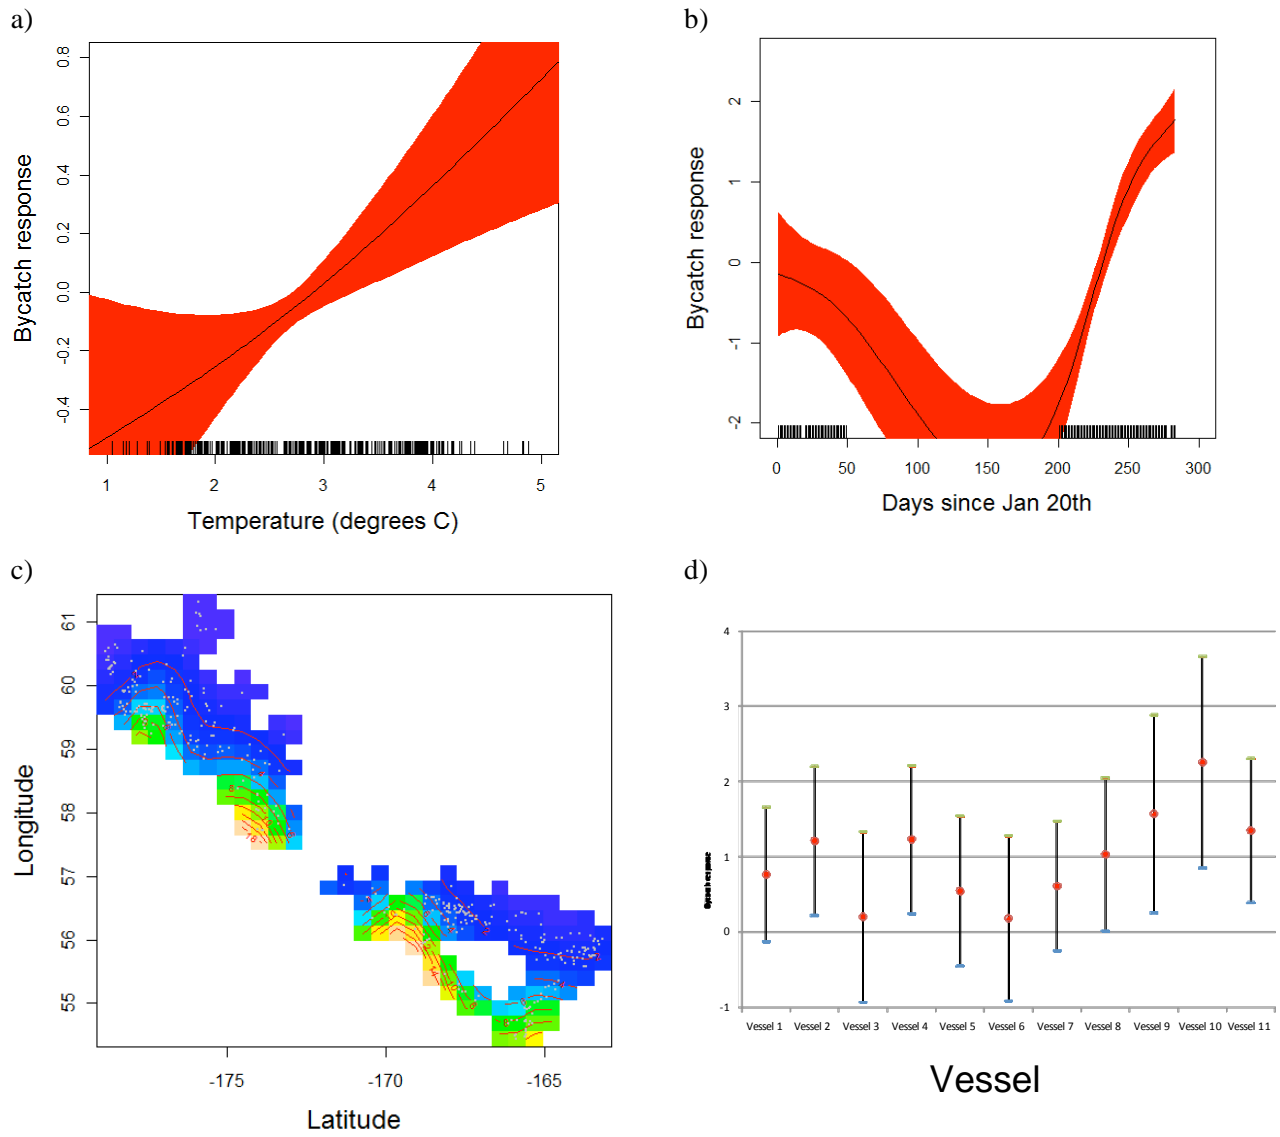 a)
0.8
0.6
0.4
0.2
0.0
-0.2
-0.4
Bycatch response
1 2 3 4 5
Temperature (degrees C)
b)
2
1
0
-1
-2
Bycatch response
0 50 100 150 200 250 300
Days since Jan 20th
c)
61
60
59
58
57
56
55
Longitude
-175 -170 -165
Latitude
d)
4
3
2
1
0
-1
Bycatch response
Vessel 1 Vessel 2 Vessel 3 Vessel 4 Vessel 5 Vessel 6 Vessel 7 Vessel 8 Vessel 9 Vessel 10 Vessel 11
Vessel